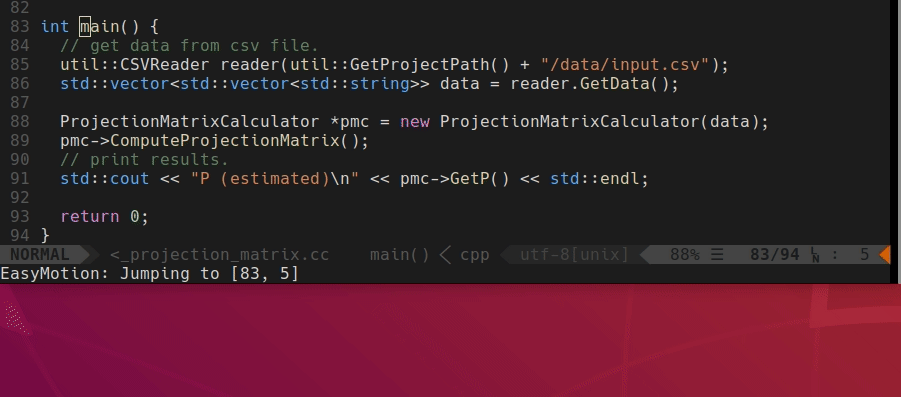 82
83 int main() {
84   // get data from csv file.
85   util::CSVReader reader(util::GetProjectPath() + "/data/input.csv");
86   std::vector<std::vector<std::string>> data = reader.GetData();
87
88   ProjectionMatrixCalculator *pmc = new ProjectionMatrixCalculator(data);
89   pmc->ComputeProjectionMatrix();
90   // print results.
91   std::cout << "P (estimated)\n" << pmc->GetP() << std::endl;
92
93   return 0;
94 }
NORMAL <_projection_matrix.cc main() < cpp utf-8[unix] 88% ☰ 83/94 ㏑ : 5
EasyMotion: Jumping to [83, 5]